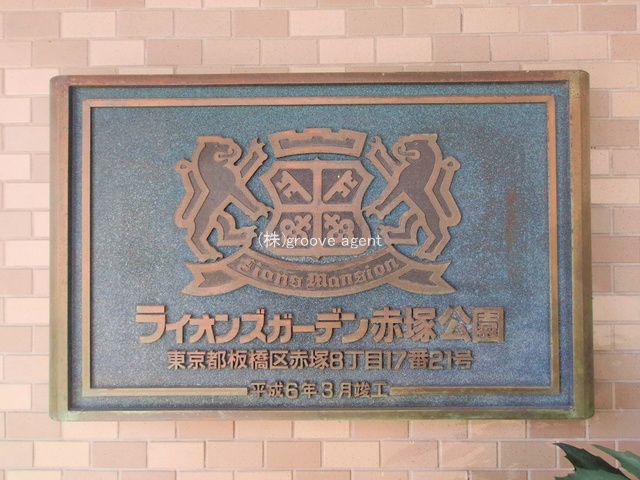 (株)groove agent
Lions Mansion
ライオンズガーデン赤塚公園
東京都板橋区赤塚8丁目17番21号
平成6年3月竣工